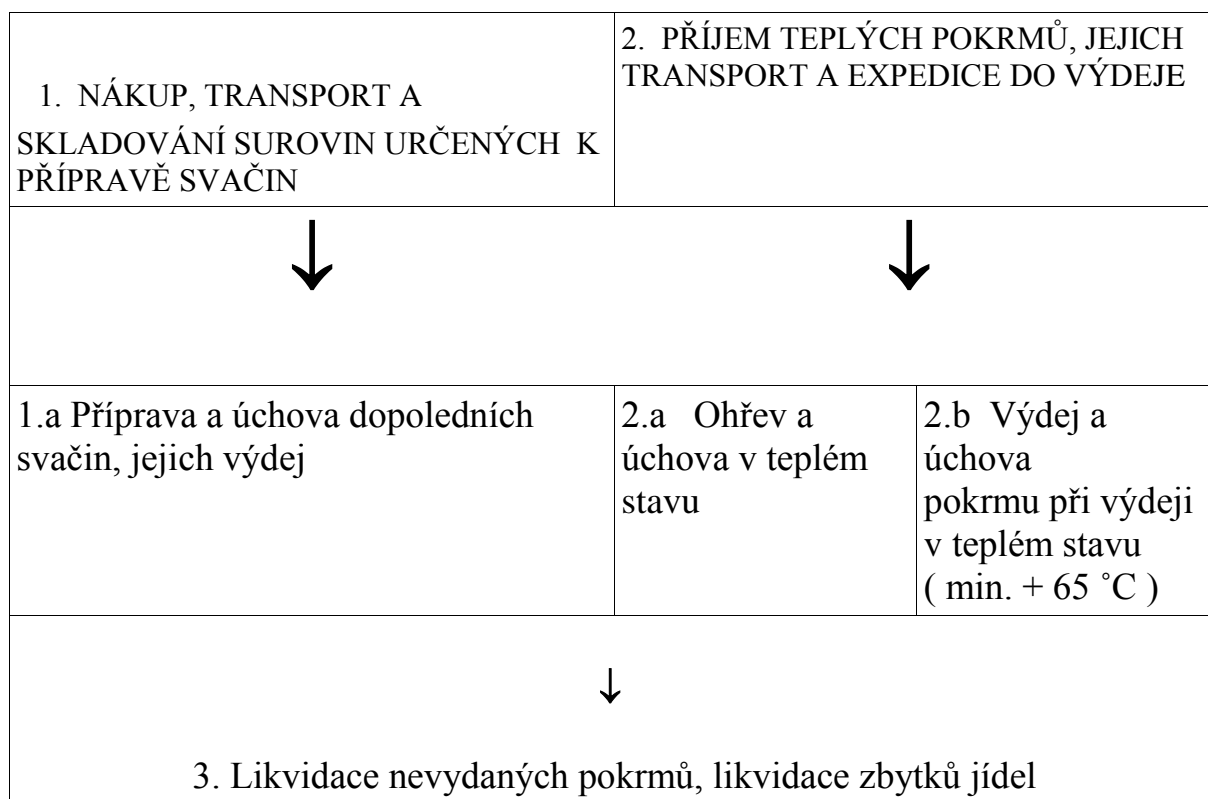 1. NÁKUP, TRANSPORT A
SKLADOVÁNÍ SUROVIN URČENÝCH K
PŘÍPRAVĚ SVAČIN
2. PŘÍJEM TEPLÝCH POKRMŮ, JEJICH
TRANSPORT A EXPEDICE DO VÝDEJE
↓
↓
1.a Příprava a úchova dopoledních
svačin, jejich výdej
2.a Ohřev a
úchova v teplém
stavu
2.b Výdej a
úchova
pokrmu při výdeji
v teplém stavu
( min. + 65 ˚C )
↓
3. Likvidace nevydaných pokrmů, likvidace zbytků jídel